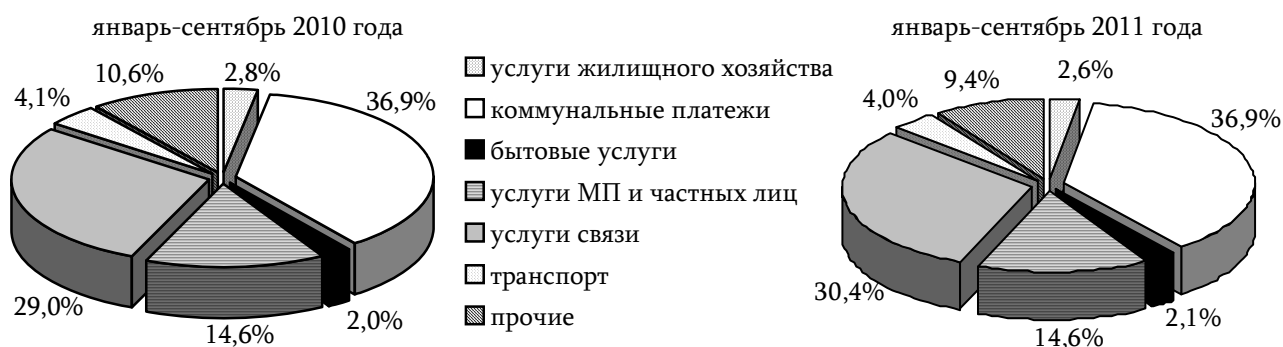 январь-сентябрь 2010 года
10,6%
2,8%
4,1%
36,9%
29,0%
14,6%
2,0%
услуги жилищного хозяйства
коммунальные платежи
бытовые услуги
услуги МП и частных лиц
услуги связи
транспорт
прочие
январь-сентябрь 2011 года
9,4%
2,6%
4,0%
36,9%
30,4%
14,6%
2,1%